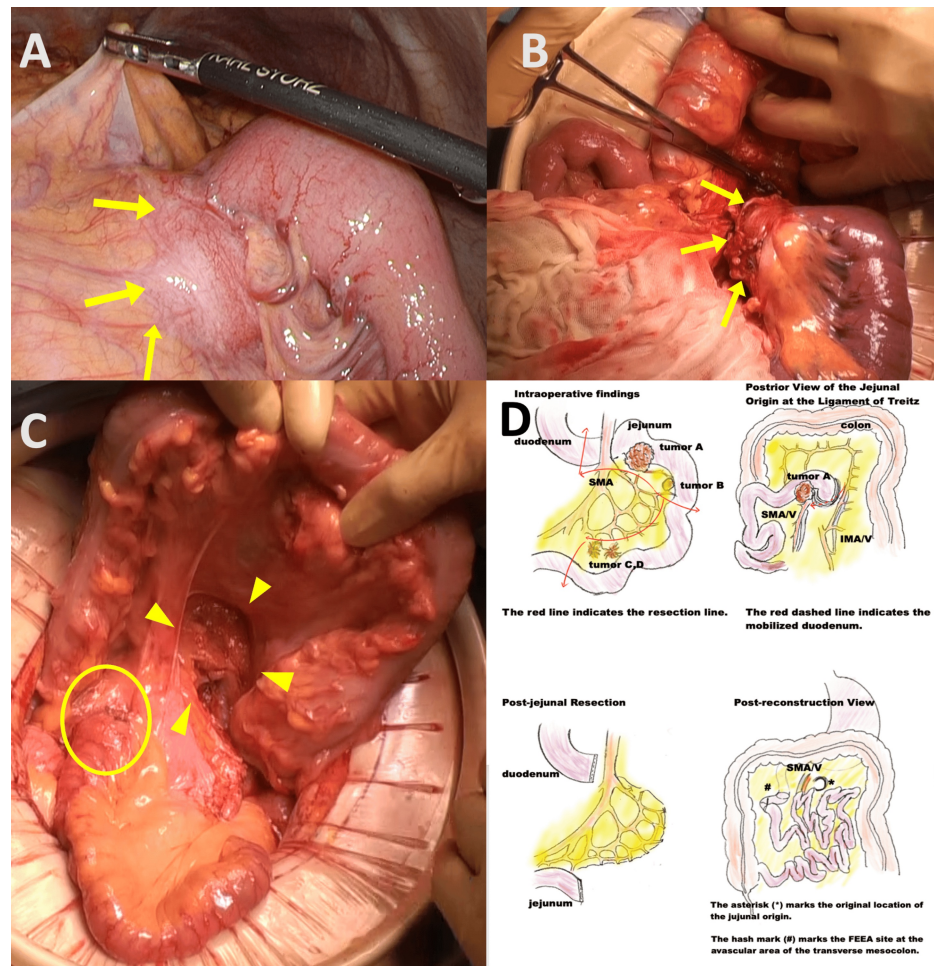 A
KARL STORZ
B
C
D
Intraoperative findings
jejunum
duodenum
tumor A
SMA
tumor B
tumor C,D
The red line indicates the resection line.
Postrior View of the Jejunal
Origin at the Ligament of Treitz
colon
tumor A
SMA/V
IMA/V
The red dashed line indicates the
mobilized duodenum.
Post-jejunal Resection
duodenum
jejunum
Post-reconstruction View
SMA/V
#
*
The asterisk (*) marks the original location of
the jujunal origin.
The hash mark (#) marks the FEEA site at the
avascular area of the transverse mesocolon.